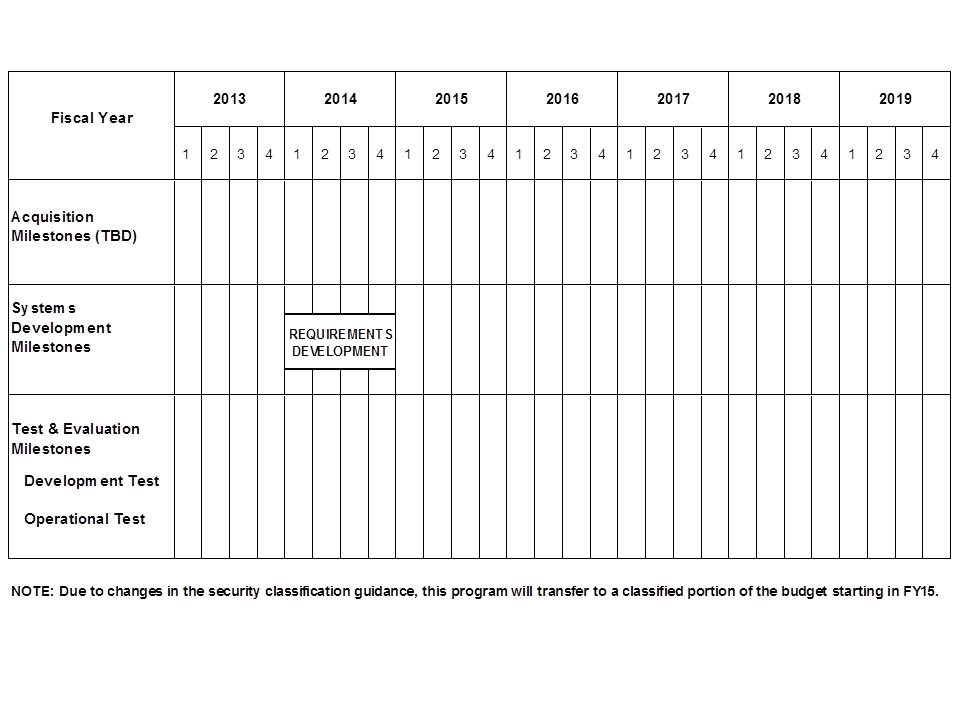 Fiscal Year
2013 2014 2015 2016 2017 2018 2019
1 2 3 4 1 2 3 4 1 2 3 4 1 2 3 4 1 2 3 4 1 2 3 4 1 2 3 4
Acquisition
Milestones (TBD)
Systems
Development
Milestones
REQUIREMENTS
DEVELOPMENT
Test & Evaluation
Milestones
Development Test
Operational Test
NOTE: Due to changes in the security classification guidance, this program will transfer to a classified portion of the budget starting in FY15.